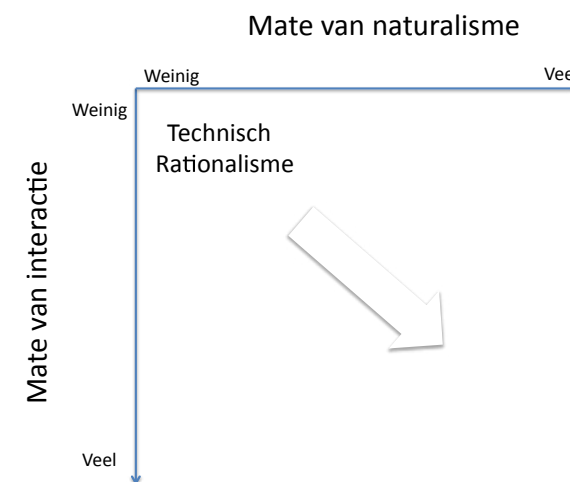 Mate van naturalisme
Weinig
Vee
Weinig
Technisch
Rationalisme
Mate van interactie
Veel